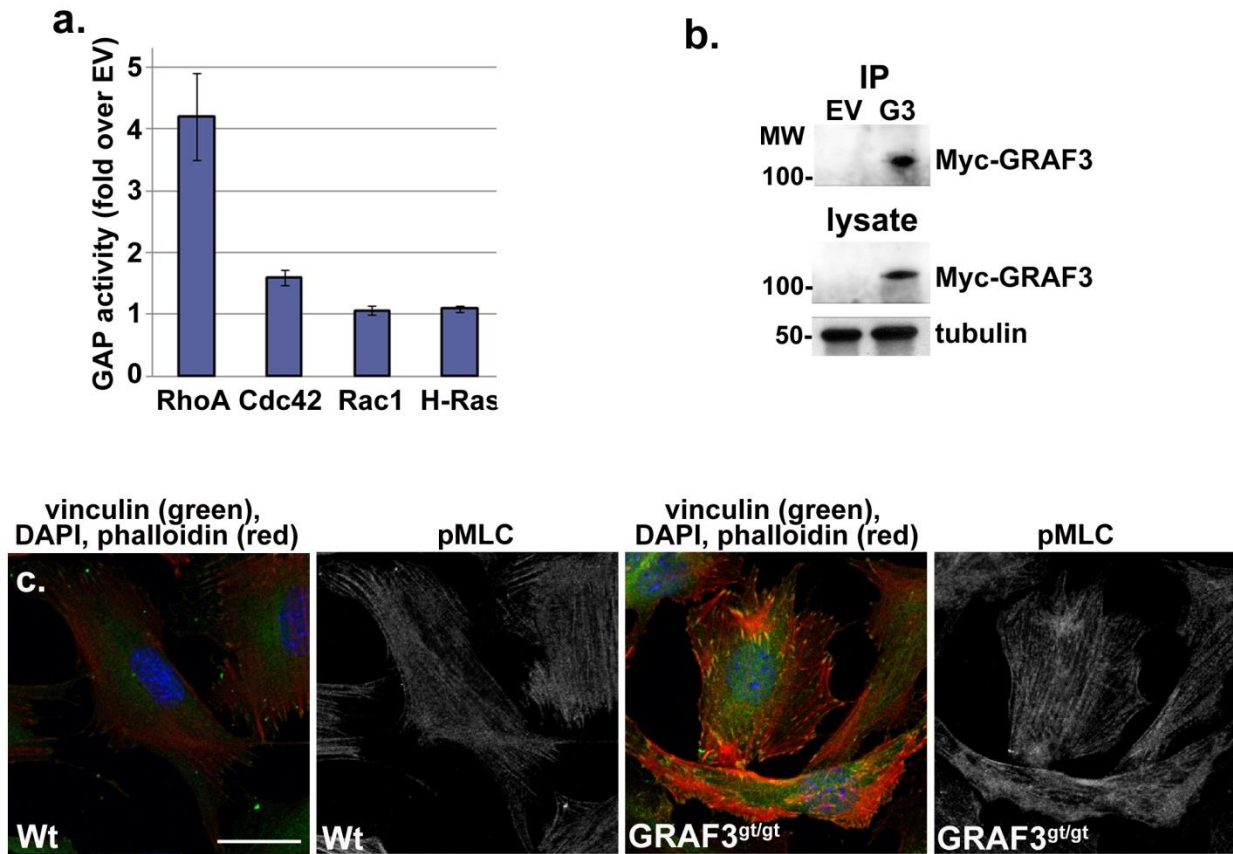 a.
GAP activity (fold over EV)
5
4
3
2
1
0
RhoA Cdc42 Rac1 H-Ras
b.
IP
EV G3
MW
Myc-GRAF3
100-
lysate
Myc-GRAF3
100-
50- tubulin
vinculin (green),
DAPI, phalloidin (red)
pMLC
vinculin (green),
DAPI, phalloidin (red)
pMLC
c.
Wt
Wt
GRAF3gt/gt
GRAF3gt/gt